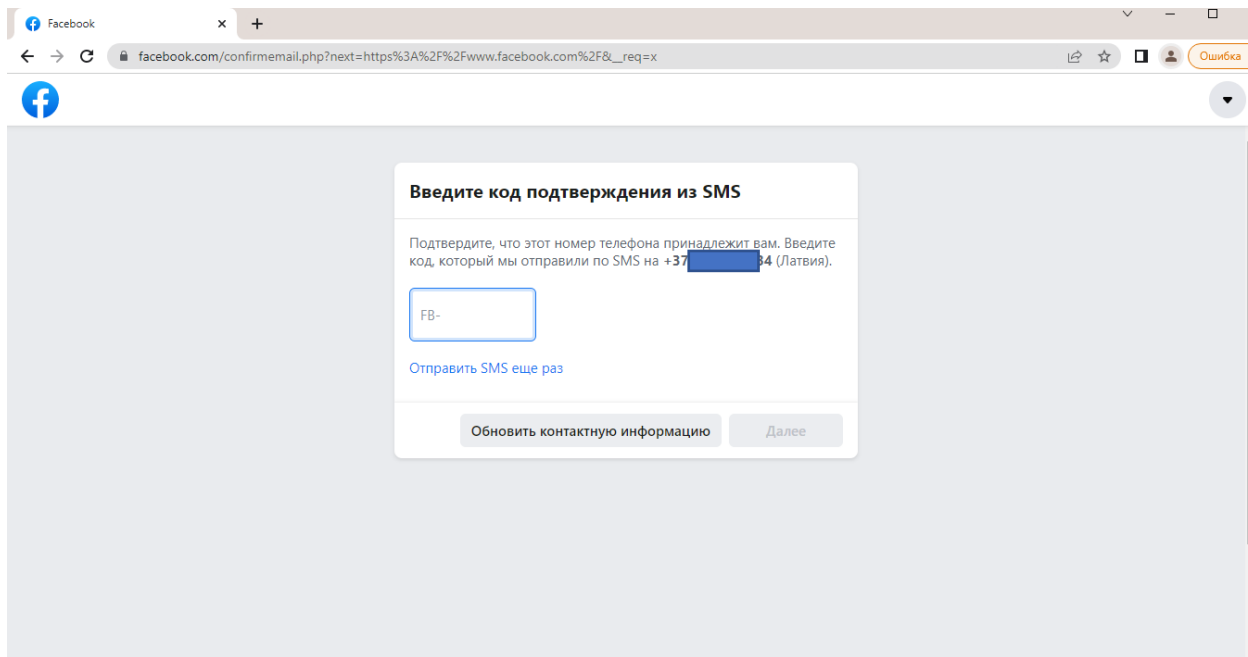 Facebook
facebook.com/confirmemail.php?next=https%3A%2F%2Fwww.facebook.com%2F&__req=x
Ошибка
Введите код подтверждения из SMS
Подтвердите, что этот номер телефона принадлежит вам. Введите
код, который мы отправили по SMS на +37 34 (Латвия).
FB-
Отправить SMS еще раз
Обновить контактную информацию
Далее